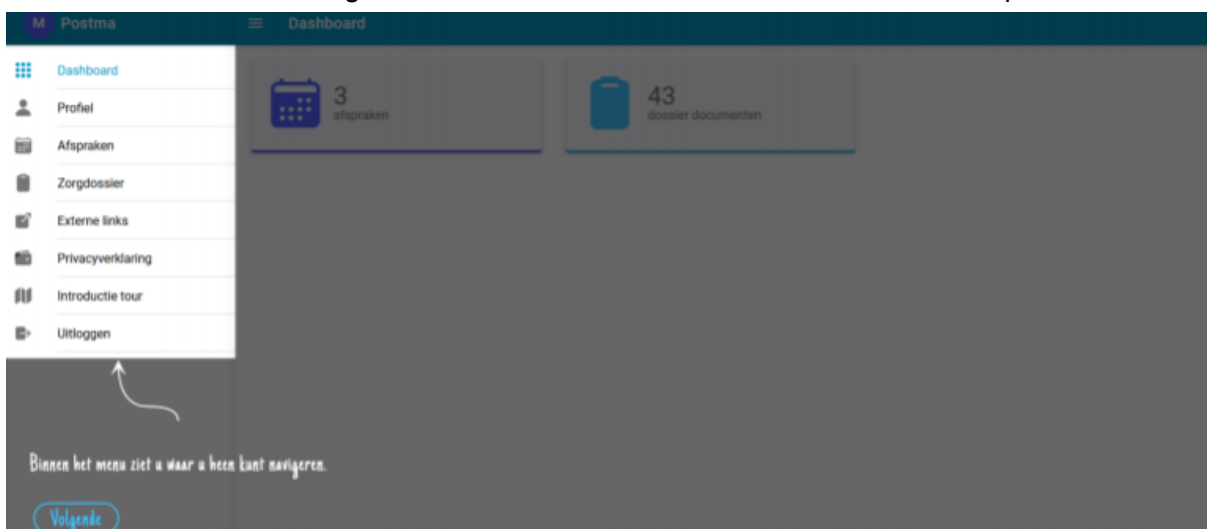 M Postma
Dashboard
Dashboard
Profiel
Afspraken
Zorgdossier
Externe links
Privacyverklaring
Introductie tour
Uitloggen
3
afspraken
43
dossier documenten
Binnen het menu ziet u waar u heen kunt navigeren.
Volgende